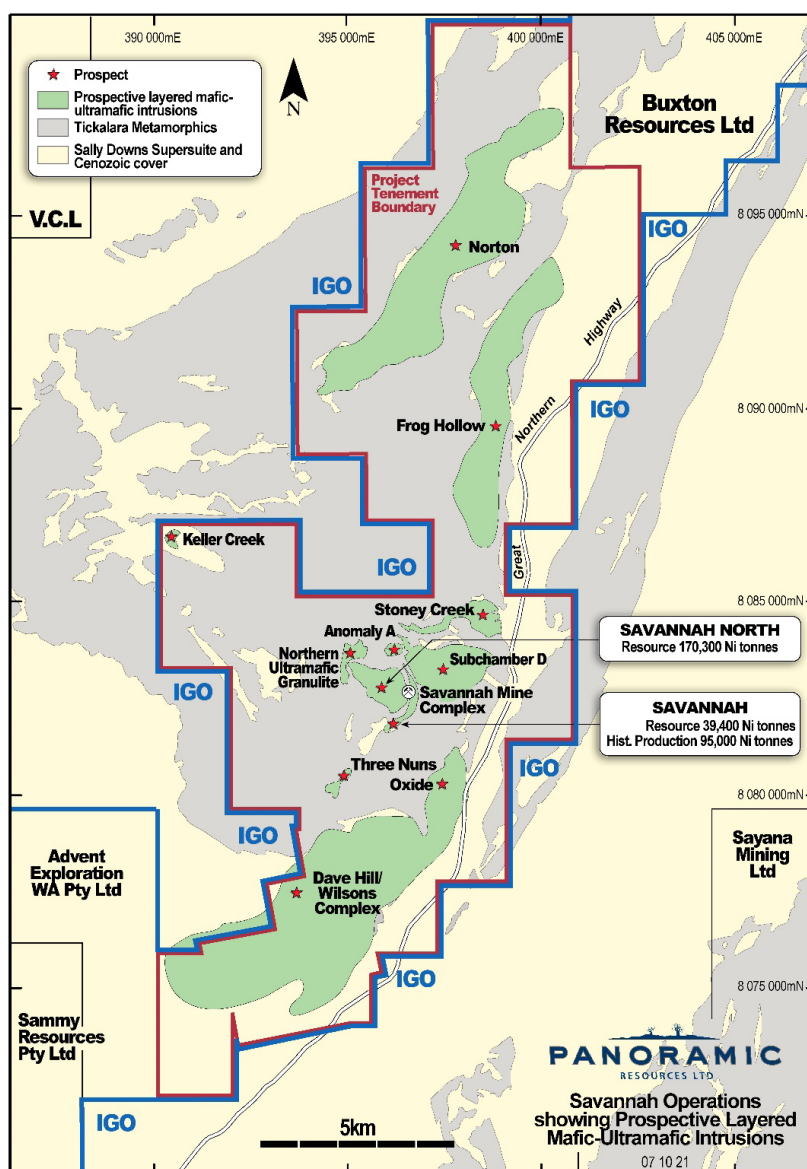 390 000mE
395 000mE
400 000mE
405 000mE
Prospect
Prospective layered mafic-
ultramafic intrusions
Tickalara Metamorphics
Sally Downs Supersuite and
Cenozoic cover
N
Buxton
Resources Ltd
V.C.L
Project
Tenement
Boundary
8 095 000mN
IGO
Norton
IGO
Highway
Northern
Great
8 090 000mN
IGO
Frog Hollow
Keller Creek
IGO
IGO
8 085 000mN
Stoney Creek
Anomaly A
Northern
Ultramafic
Granulite
Subchamber D
Savannah Mine
Complex
SAVANNAH NORTH
Resource 170,300 Ni tonnes
SAVANNAH
Resource 39,400 Ni tonnes
Hist. Production 95,000 Ni tonnes
IGO
IGO
Three Nuns
Oxide
8 080 000mN
IGO
Advent
Exploration
WA Pty Ltd
Sayana
Mining
Ltd
Dave Hill/
Wilsons
Complex
8 075 000mN
IGO
Sammy
Resources
Pty Ltd
PANORAMIC
RESOURCES LTD
IGO
5km
Savannah Operations
showing Prospective Layered
Mafic-Ultramafic Intrusions
07 10 21